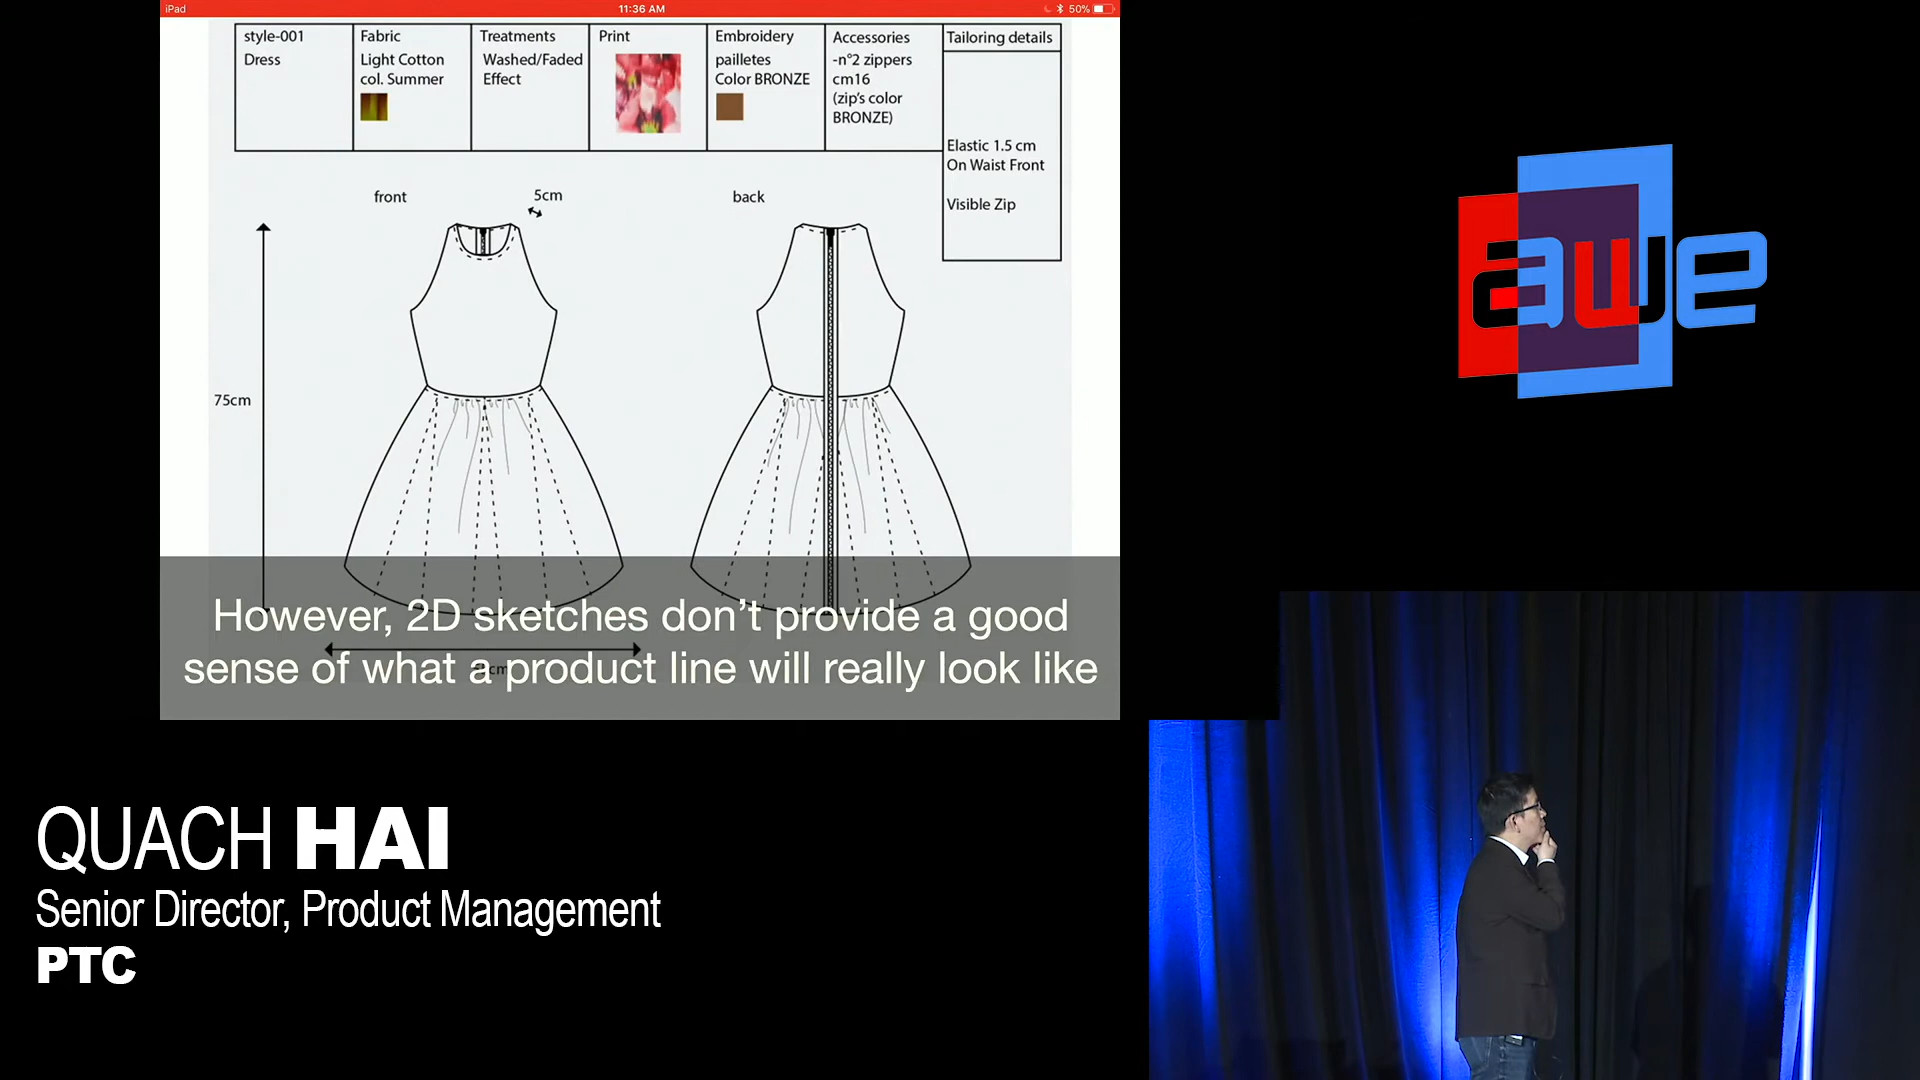 iPad
11:36 AM
50%
style-001
Dress
Fabric
Light Cotton
col. Summer
Treatments
Washed/Faded
Effect
Print
Embroidery
pailletes
Color BRONZE
Accessories
-n°2 zippers
cm16
(zip's color
BRONZE)
Tailoring details
Elastic 1.5 cm
On Waist Front
Visible Zip
front
5cm
back
75cm
However, 2D sketches don't provide a good
sense of what a product line will really look like
awe
QUACH HAI
Senior Director, Product Management
PTC